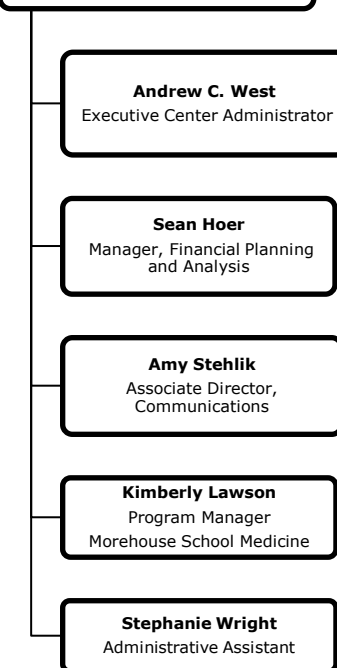 Andrew C. West
Executive Center Administrator
Sean Hoer
Manager, Financial Planning
and Analysis
Amy Stehlik
Associate Director,
Communications
Kimberly Lawson
Program Manager
Morehouse School Medicine
Stephanie Wright
Administrative Assistant